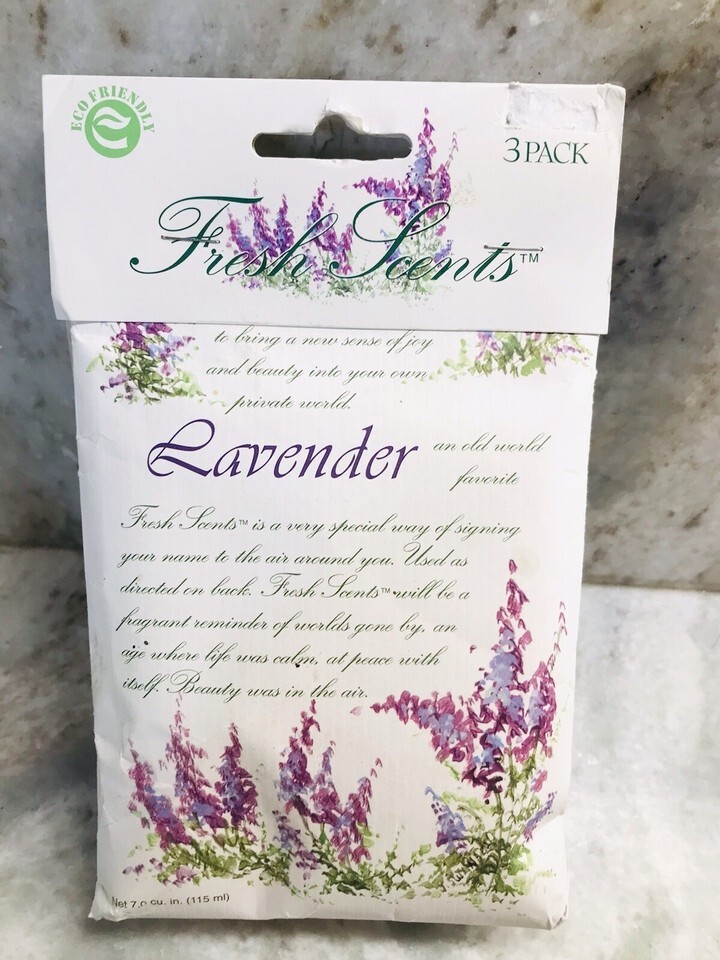 ECO FRIENDLY
3 PACK
Fresh Scents™
to bring a new sense of joy
and beauty into your own
private world.
Lavender
an old world
favorite
Fresh Scents™ is a very special way of signing
your name to the air around you. Used as
directed on back. Fresh Scents™ will be a
fragrant reminder of worlds gone by, an
age where life was calm, at peace with
itself. Beauty was in the air.
Net 7.0 cu. in. (115 ml)